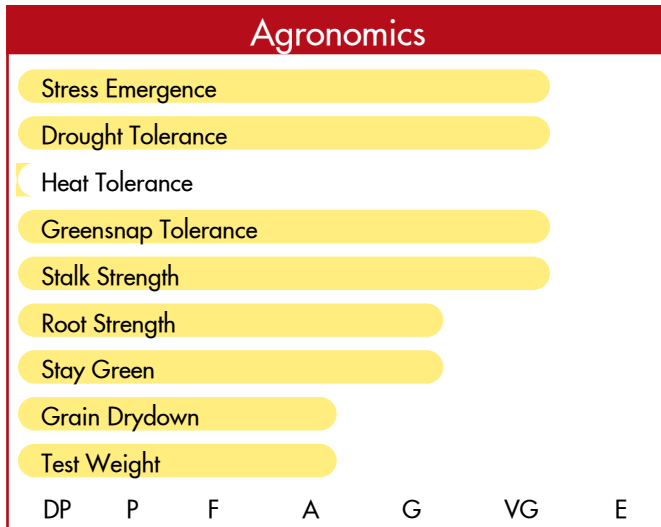 Agronomics
Stress Emergence
Drought Tolerance
Heat Tolerance
Greensnap Tolerance
Stalk Strength
Root Strength
Stay Green
Grain Drydown
Test Weight
DP P F A G VG E